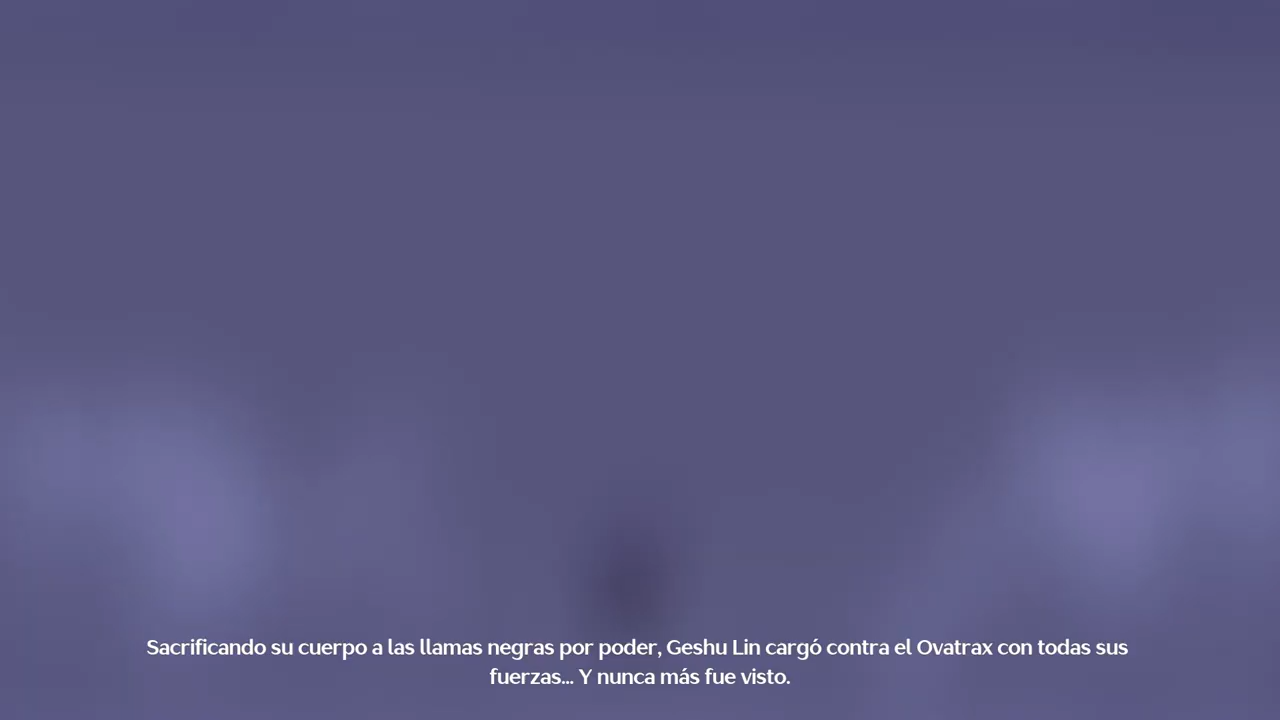 Sacrificando su cuerpo a las llamas negras por poder, Geshu Lin cargó contra el Ovatrax con todas sus
fuerzas... Y nunca más fue visto.